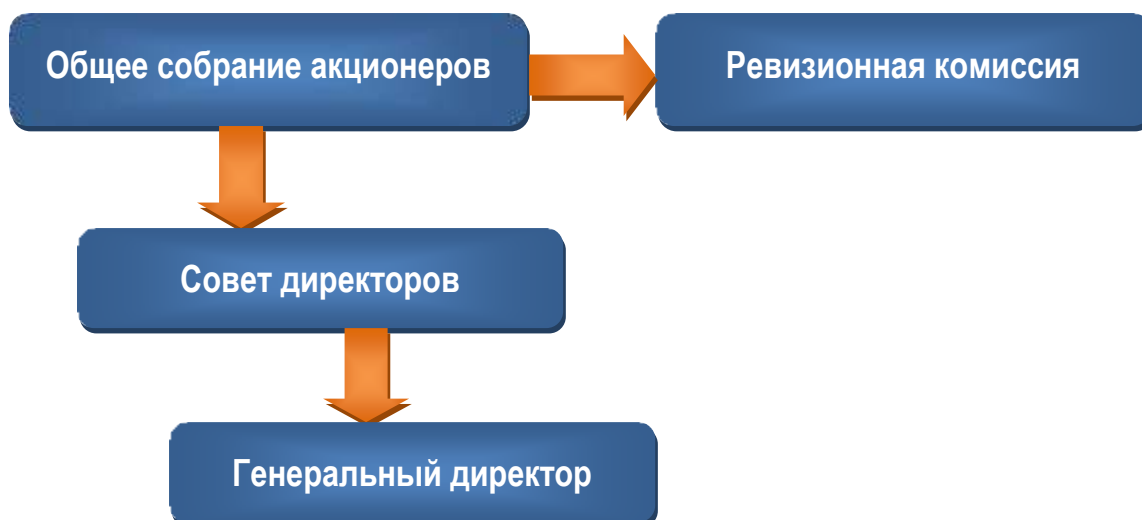 Общее собрание акционеров
Ревизионная комиссия
Совет директоров
Генеральный директор